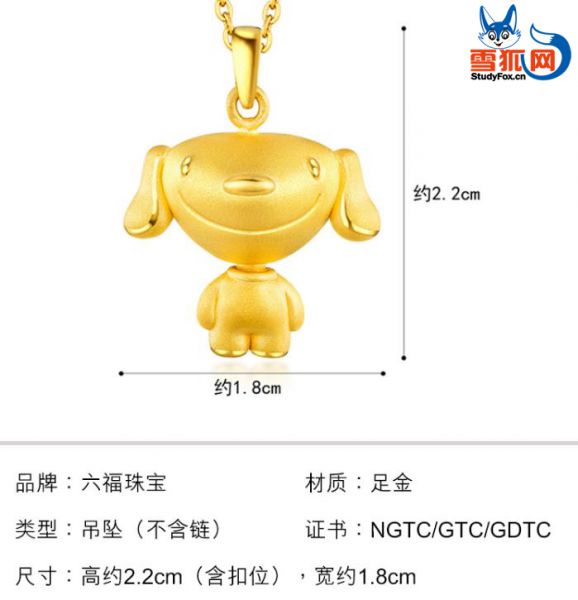 雪狐网
StudyFox.cn
约2.2cm
约1.8cm
品牌：六福珠宝
材质：足金
类型：吊坠（不含链）
证书：NGTC/GTC/GDTC
尺寸：高约2.2cm（含扣位），宽约1.8cm